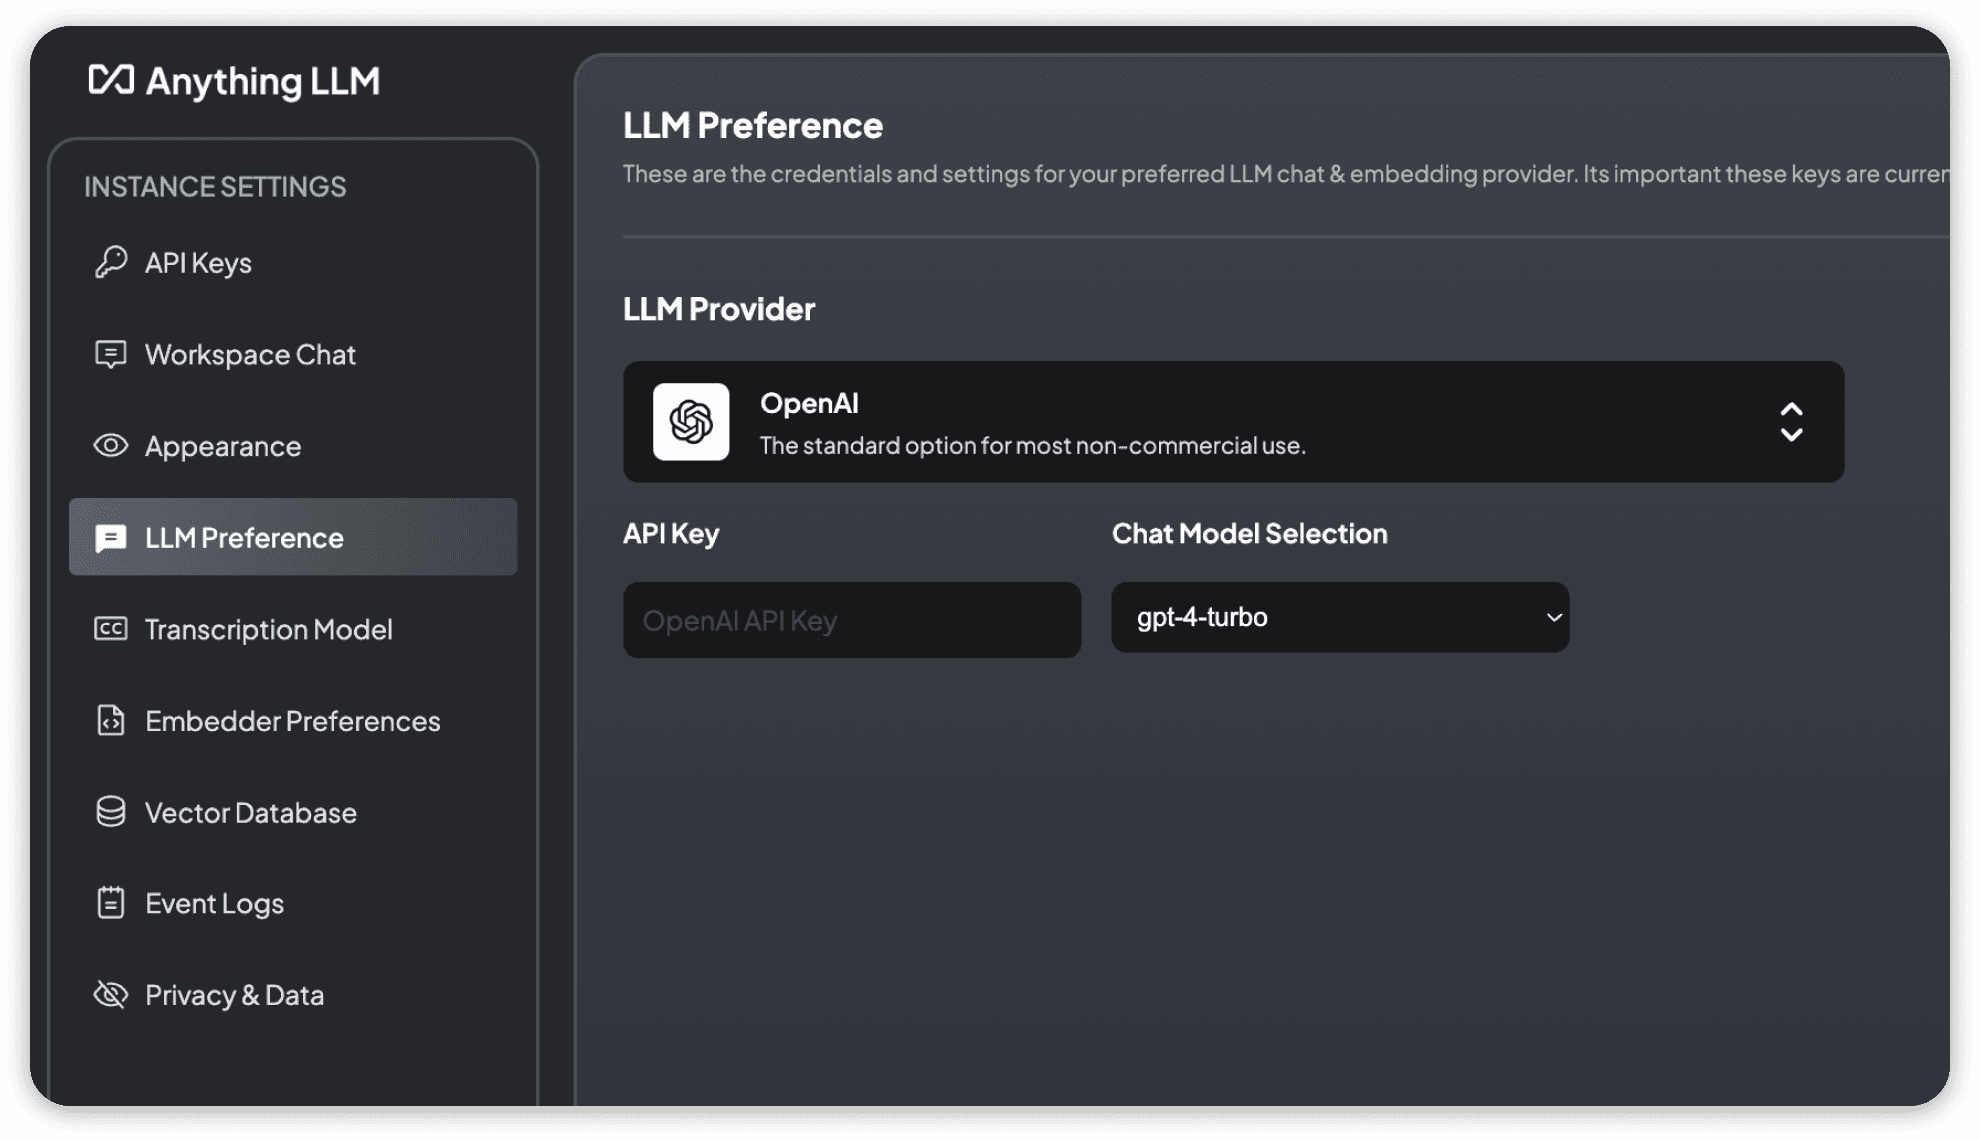 Anything LLM
INSTANCE SETTINGS
API Keys
Workspace Chat
Appearance
LLM Preference
Transcription Model
Embedder Preferences
Vector Database
Event Logs
Privacy & Data
LLM Preference
These are the credentials and settings for your preferred LLM chat & embedding provider. Its important these keys are curren
LLM Provider
OpenAI
The standard option for most non-commercial use.
API Key
Chat Model Selection
OpenAI API Key
gpt-4-turbo